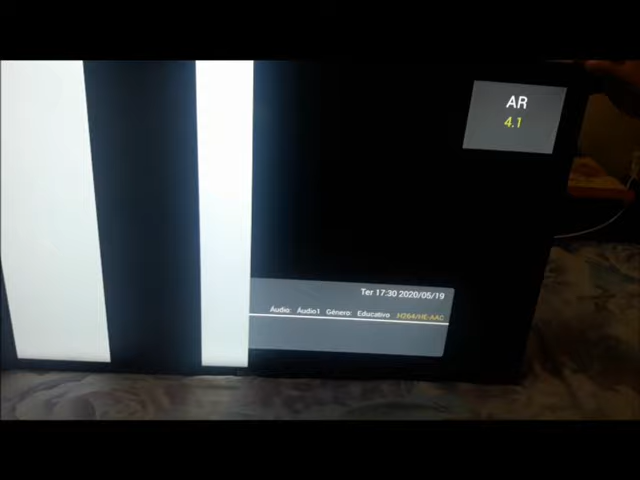 AR
4.1
Ter 17:30 2020/05/19
Áudio: Áudio1 Gênero: Educativo H264/HE-AAC